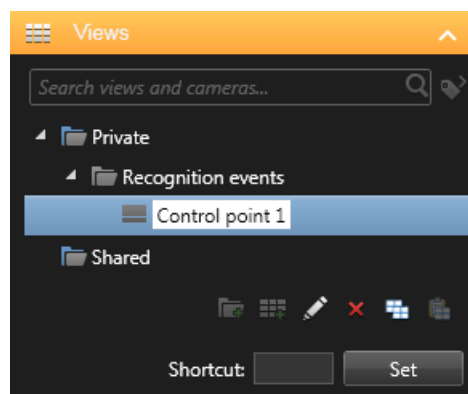 Views
Search views and cameras...
Private
Recognition events
Control point 1
Shared
Shortcut:
Set